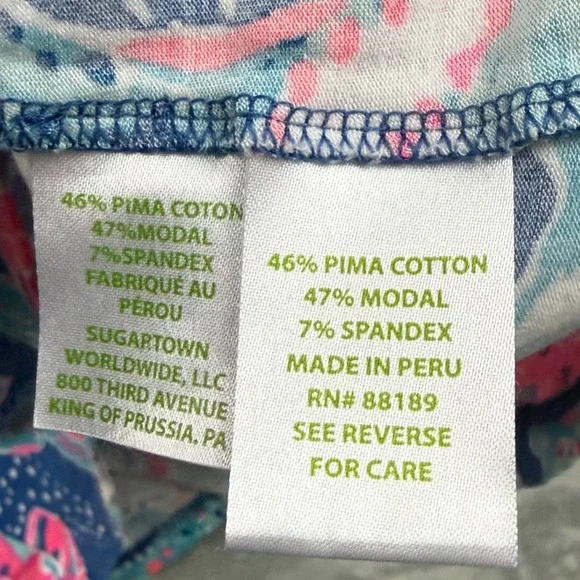 46% PIMA COTON
47%MODAL
7%SPANDEX
FABRIQUÉ AU
PÉROU
SUGARTOWN
WORLDWIDE, LLC
800 THIRD AVENUE
KING OF PRUSSIA. PA
46% PIMA COTTON
47% MODAL
7% SPANDEX
MADE IN PERU
RN# 88189
SEE REVERSE
FOR CARE